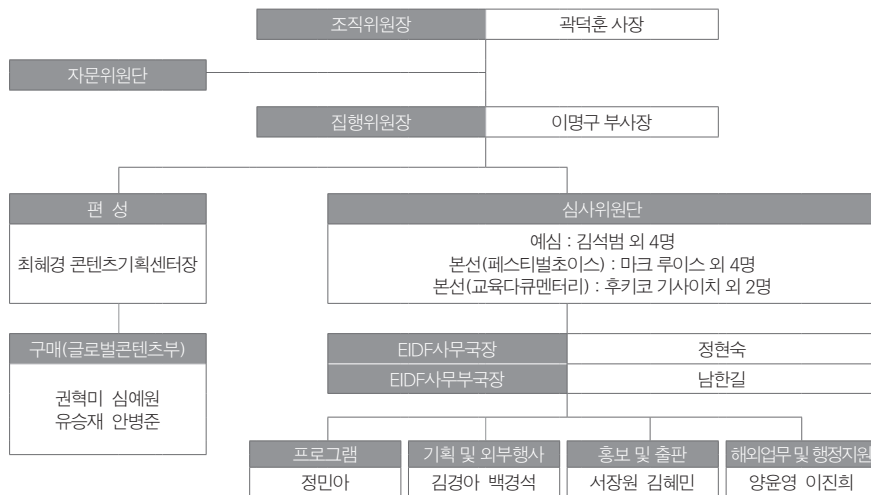 조직위원장 곽덕훈 사장
자문위원단
집행위원장 이명구 부사장
편 성
최혜경 콘텐츠기획센터장
심사위원단
예심 : 김석범 외 4명
본선(페스티벌초이스) : 마크 루이스 외 4명
본선(교육다큐멘터리) : 후키코 기사이치 외 2명
구매(글로벌콘텐츠부)
권혁미 심예원
유승재 안병준
EIDF사무국장 정현숙
EIDF사무부국장 남한길
프로그램
정민아
기획 및 외부행사
김경아 백경석
홍보 및 출판
서장원 김혜민
해외업무 및 행정지원
양윤영 이진희